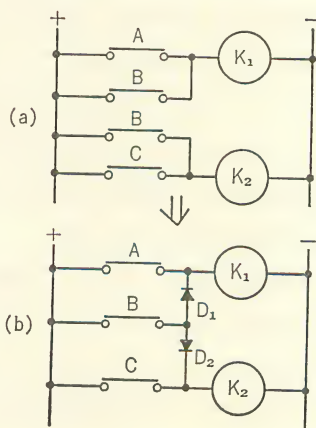 + −
A K₁
B
(a)
B
C K₂
⇓
+ −
A K₁
(b) B D₁
D₂
C K₂